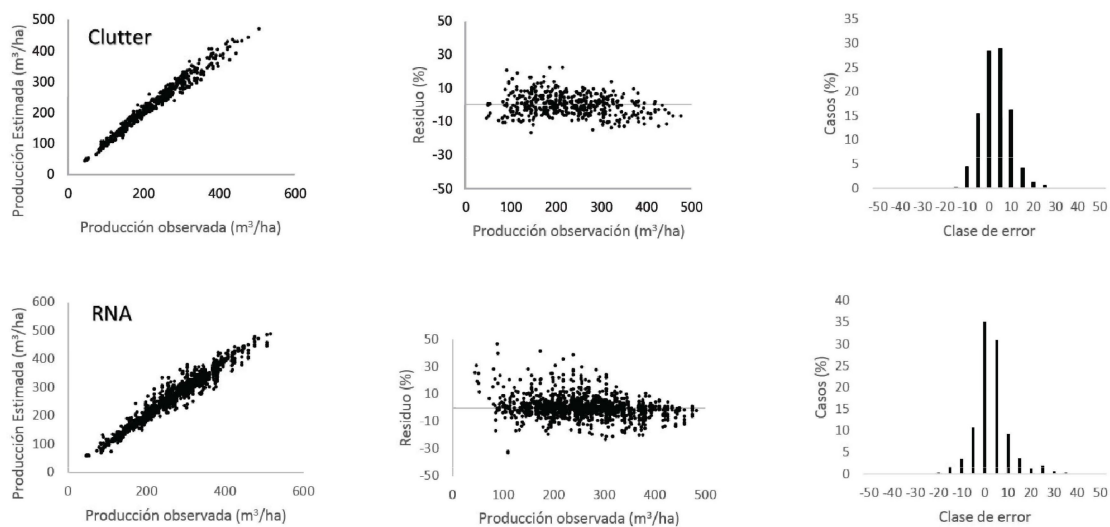 Clutter
Producción Estimada (m³/ha)
500
400
300
200
100
0
0 200 400 600
Producción observada (m³/ha)
Residuo (%)
50
10
-10
-30
-50
0 100 200 300 400 500
Producción observación (m³/ha)
Casos (%)
35
30
25
20
15
10
5
0
-50 -40 -30 -20 -10 0 10 20 30 40 50
Clase de error
RNA
Producción Estimada (m³/ha)
600
500
400
300
200
100
0
0 200 400 600
Producción observada (m³/ha)
Residuo (%)
50
30
10
-10
-30
-50
0 100 200 300 400 500
Producción observada (m³/ha)
Casos (%)
40
35
30
25
20
15
10
5
0
-50 -40 -30 -20 -10 0 10 20 30 40 50
Clase de error